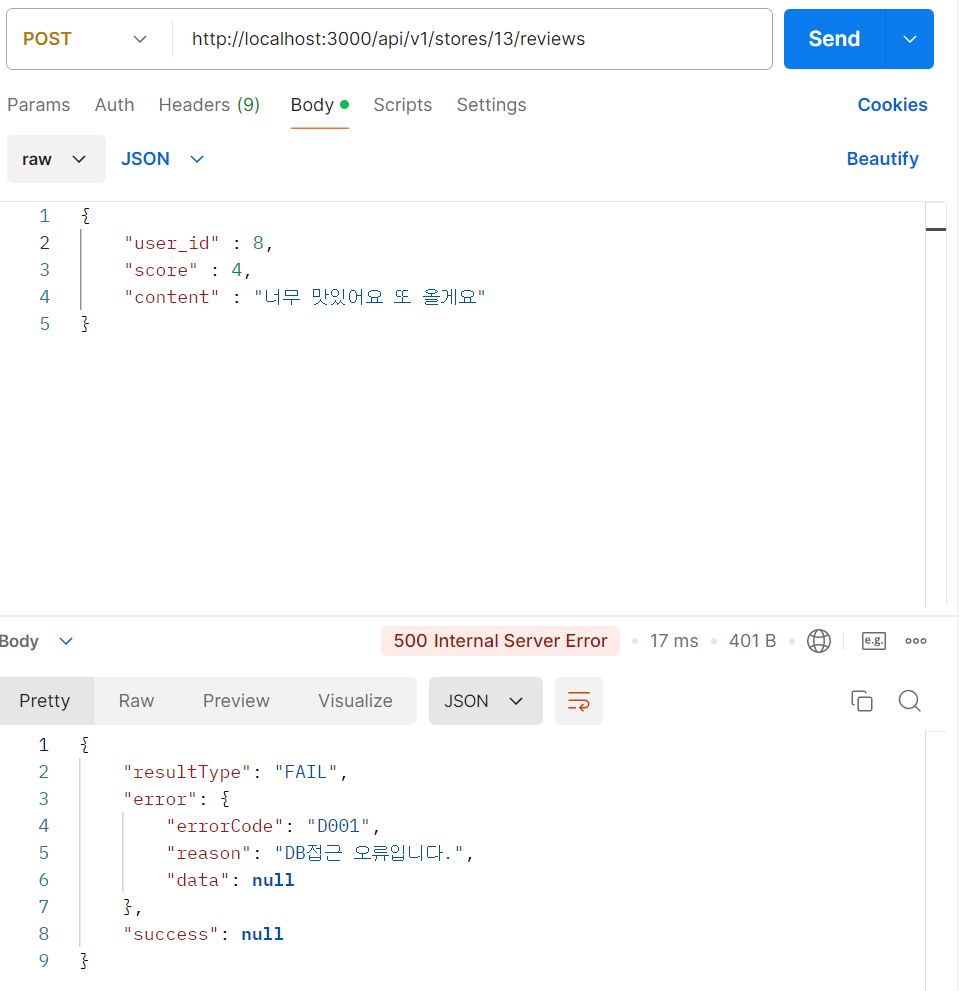 POST http://localhost:3000/api/v1/stores/13/reviews Send
Params Auth Headers (9) Body Scripts Settings Cookies
raw JSON Beautify
1 {
2 "user_id" : 8,
3 "score" : 4,
4 "content" : "너무 맛있어요 또 올게요"
5 }
Body 500 Internal Server Error 17 ms 401 B e.g.
Pretty Raw Preview Visualize JSON
1 {
2 "resultType": "FAIL",
3 "error": {
4 "errorCode": "D001",
5 "reason": "DB접근 오류입니다.",
6 "data": null
7 },
8 "success": null
9 }